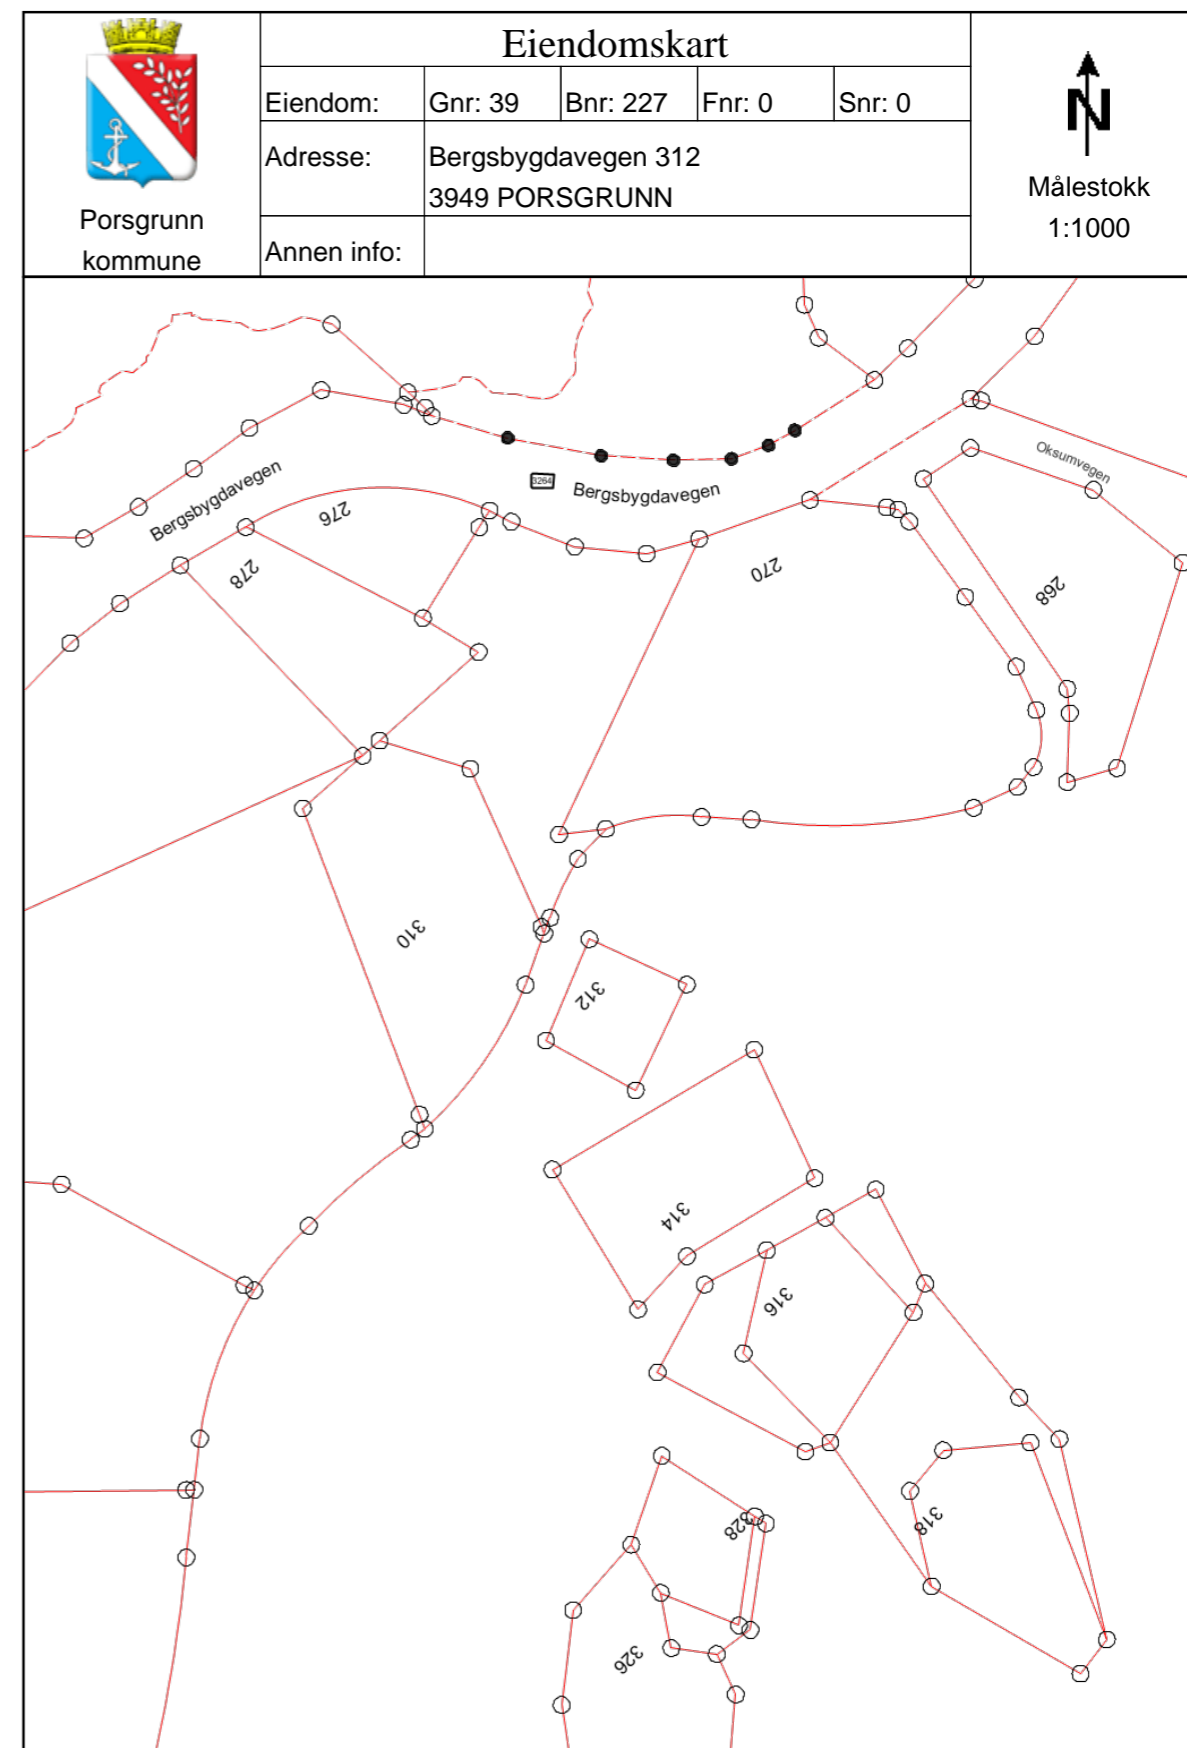 Eiendomskart
Eiendom: Gnr: 39 Bnr: 227 Fnr: 0 Snr: 0
Adresse: Bergsbygdavegen 312
3949 PORSGRUNN
Annen info:
Porsgrunn
kommune
N
Målestokk
1:1000
Oksumvegen
Bergsbygdavegen
3264
Bergsbygdavegen
276
278
270
268
310
312
314
316
318
328
326